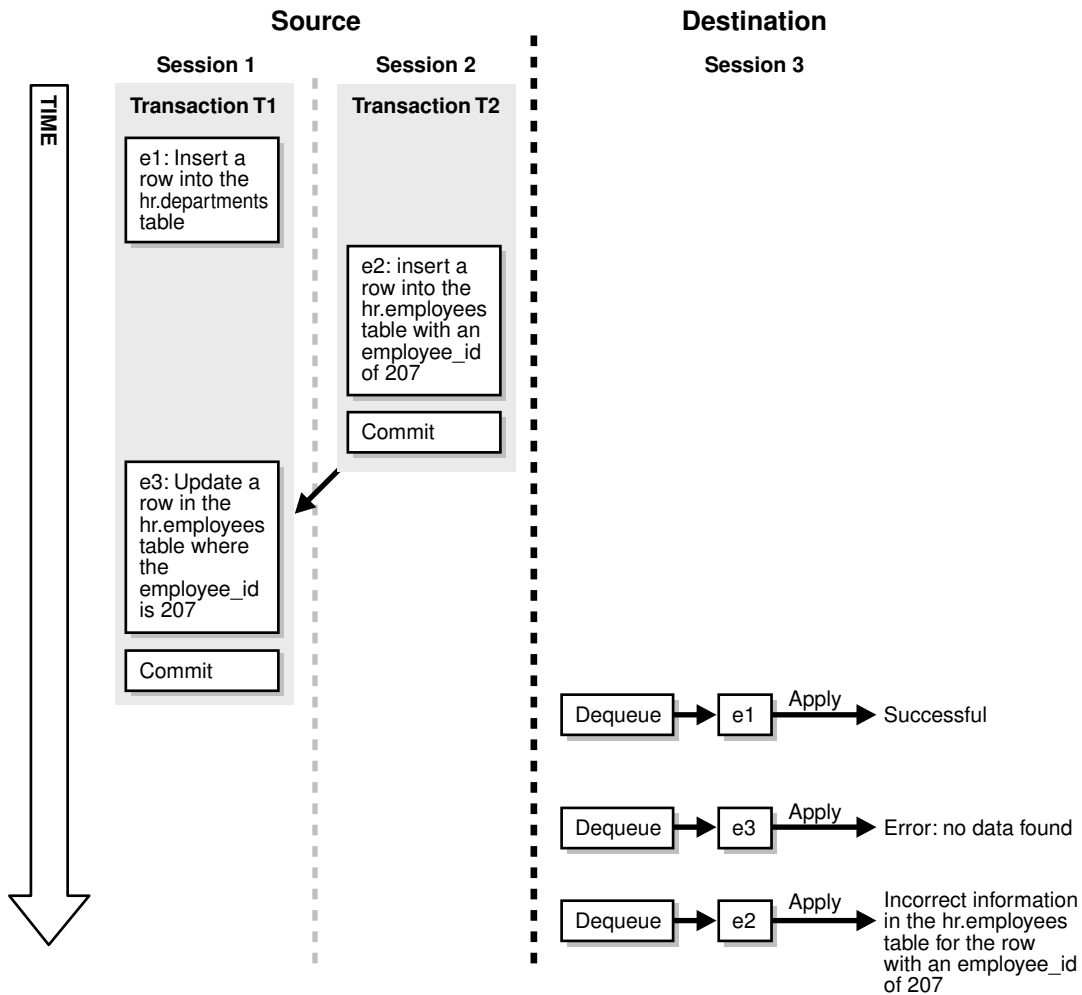 Source
Destination
Session 1
Session 2
Session 3
TIME
Transaction T1
Transaction T2
e1: Insert a
row into the
hr.departments
table
e2: insert a
row into the
hr.employees
table with an
employee_id
of 207
Commit
e3: Update a
row in the
hr.employees
table where
the
employee_id
is 207
Commit
Dequeue
e1
Apply
Successful
Dequeue
e3
Apply
Error: no data found
Dequeue
e2
Apply
Incorrect information
in the hr.employees
table for the row
with an employee_id
of 207